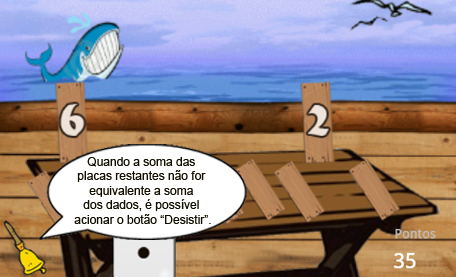 6
2
Quando a soma das
placas restantes não for
equivalente a soma
dos dados, é possível
acionar o botão “Desistir”.
Pontos
35